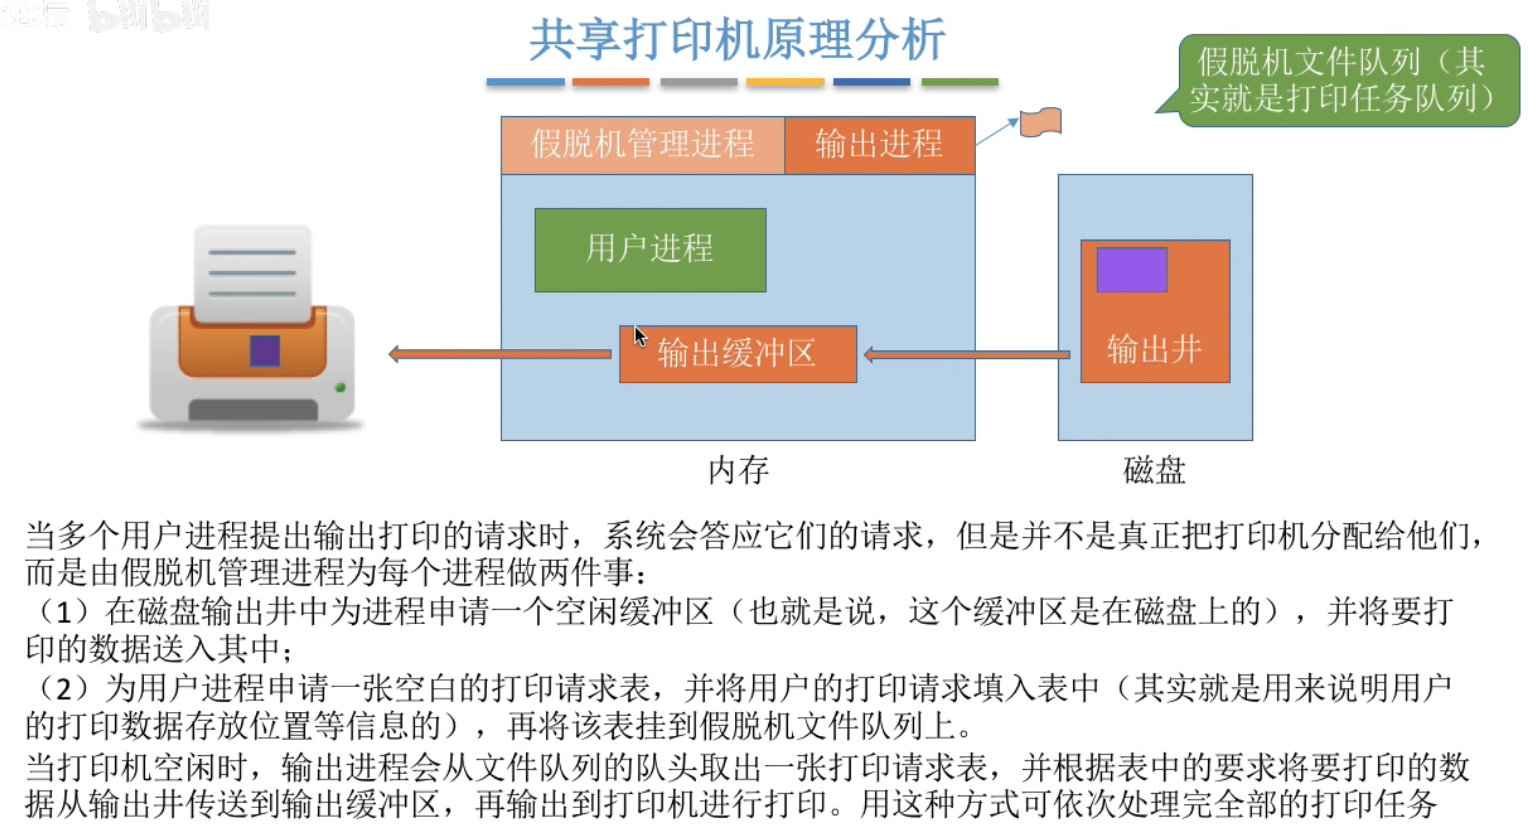 论坛 bilibili
共享打印机原理分析
假脱机文件队列（其
实就是打印任务队列）
假脱机管理进程
输出进程
用户进程
输出缓冲区
输出井
内存
磁盘
当多个用户进程提出输出打印的请求时，系统会答应它们的请求，但是并不是真正把打印机分配给他们，
而是由假脱机管理进程为每个进程做两件事：
（1）在磁盘输出井中为进程申请一个空闲缓冲区（也就是说，这个缓冲区是在磁盘上的），并将要打
印的数据送入其中；
（2）为用户进程申请一张空白的打印请求表，并将用户的打印请求填入表中（其实就是用来说明用户
的打印数据存放位置等信息的），再将该表挂到假脱机文件队列上。
当打印机空闲时，输出进程会从文件队列的队头取出一张打印请求表，并根据表中的要求将要打印的数
据从输出井传送到输出缓冲区，再输出到打印机进行打印。用这种方式可依次处理完全部的打印任务